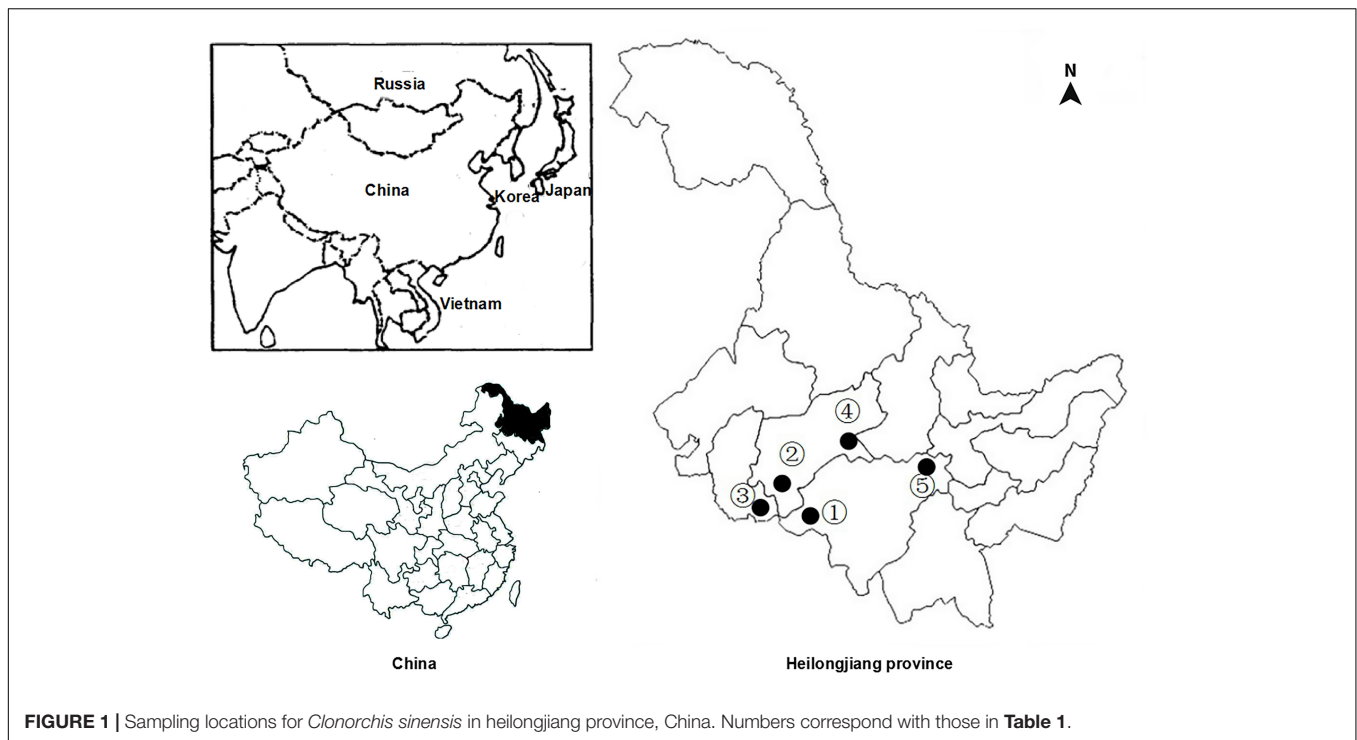 Russia
China
Korea
Japan
Vietnam
China
N
④
②
③
①
⑤
Heilongjiang province
FIGURE 1 | Sampling locations for Clonorchis sinensis in heilongjiang province, China. Numbers correspond with those in Table 1.